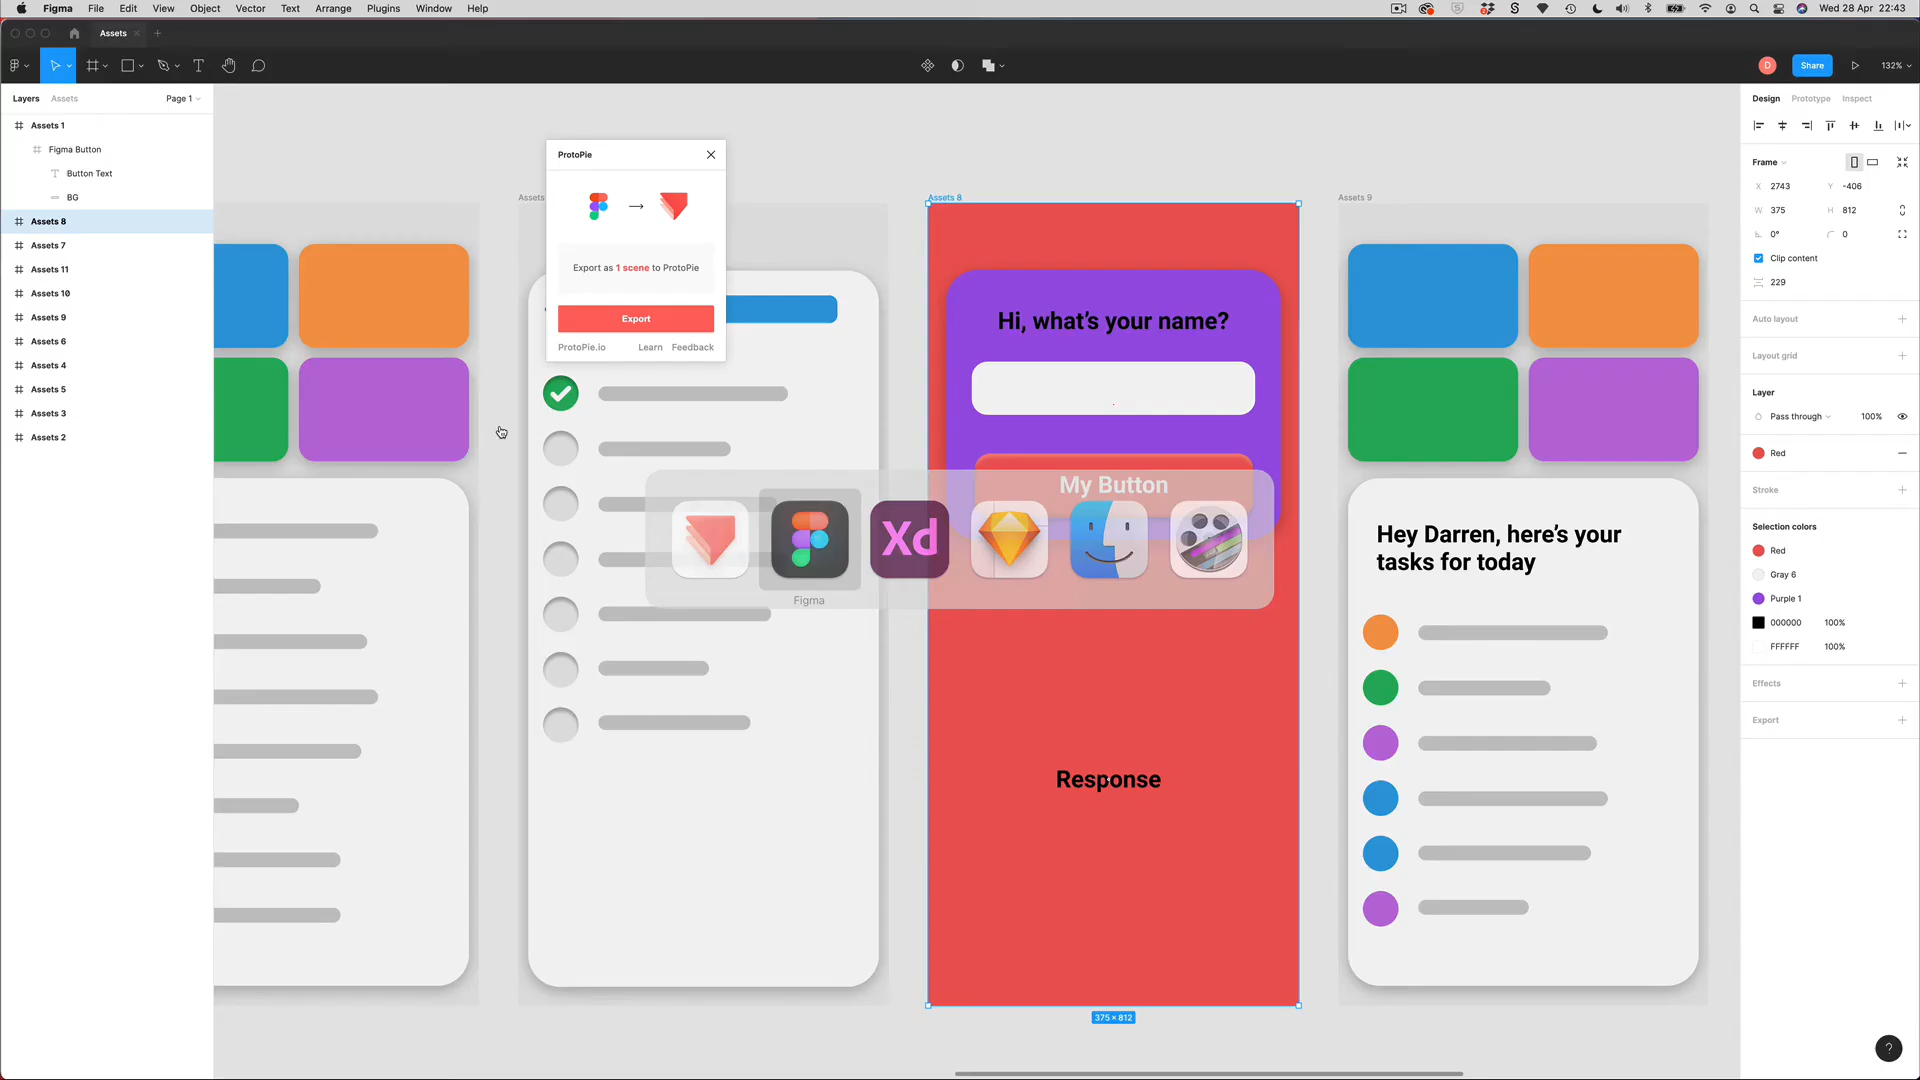 Figma File Edit View Object Vector Text Arrange Plugins Window Help Wed 28 Apr 22:43
Assets
Share 132%
Layers Assets Page 1
Assets 1
Figma Button
Button Text
BG
Assets 8
Assets 7
Assets 11
Assets 10
Assets 9
Assets 6
Assets 4
Assets 5
Assets 3
Assets 2
Assets
ProtoPie
Export as 1 scene to ProtoPie
Export
ProtoPie.io Learn Feedback
Assets 8
Hi, what’s your name?
My Button
Xd
Figma
Response
375 × 812
Assets 9
Hey Darren, here’s your
tasks for today
D
Design Prototype Inspect
Frame
X 2743 Y -406
W 375 H 812
0° 0
Clip content
229
Auto layout
Layout grid
Layer
Pass through 100%
Red
Stroke
Selection colors
Red
Gray 6
Purple 1
000000 100%
FFFFFF 100%
Effects
Export
?